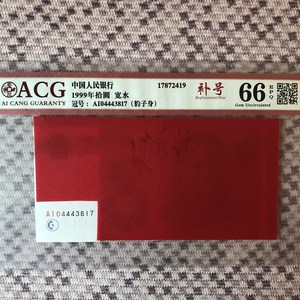 ACG
AI CANG GUARANTY
中国人民银行 17872419
1999年拾圆 宽水
冠号：A104443817（豹子身）
补号
Replacement Note
66 EPQ
Gem Uncirculated
A104443817